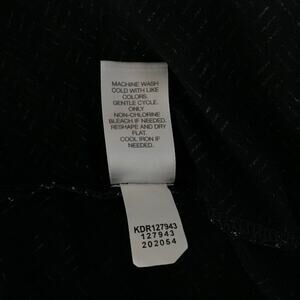 MACHINE WASH
COLD WITH LIKE
COLORS.
GENTLE CYCLE.
ONLY
NON-CHLORINE
BLEACH IF NEEDED.
RESHAPE AND DRY
FLAT.
COOL IRON IF
NEEDED.
KDR127943
127943
202054